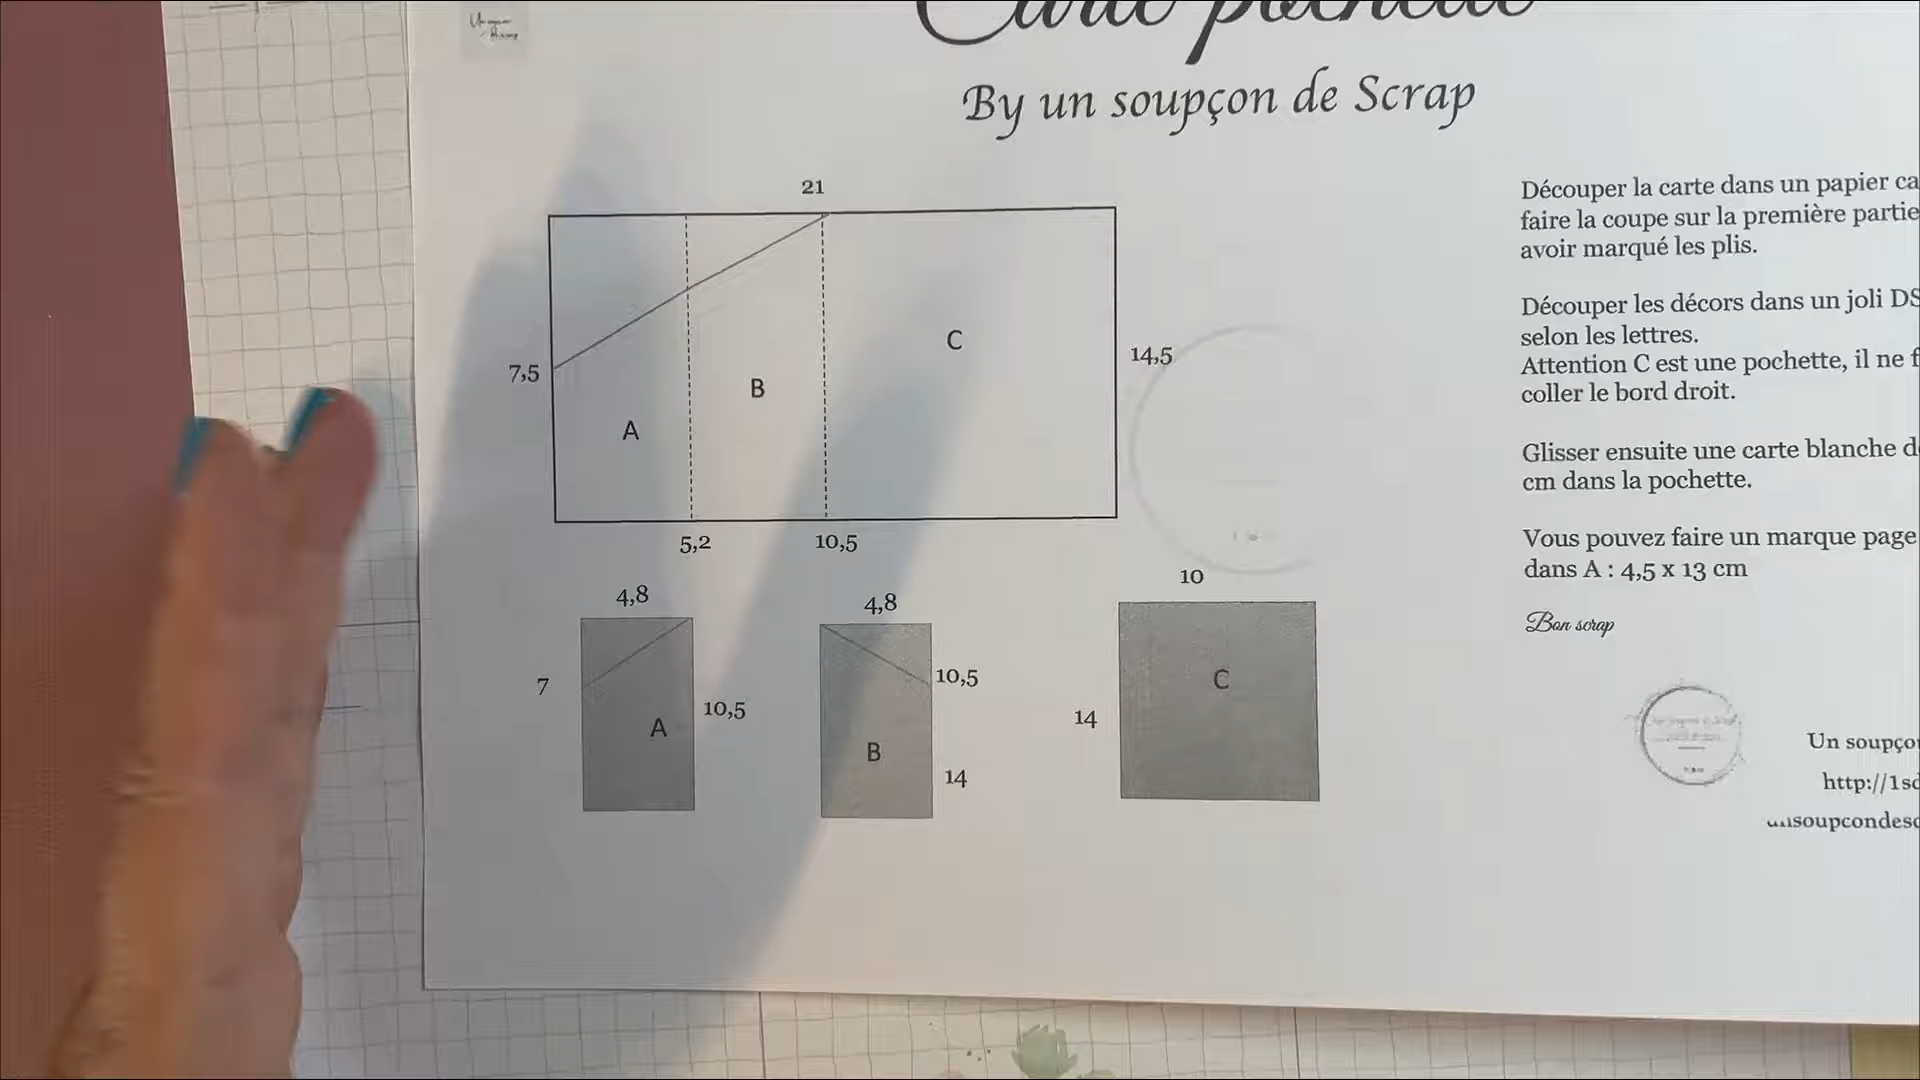 Carte pochette
By un soupçon de Scrap
21
7,5
14,5
A
B
C
5,2
10,5
4,8
7
A
10,5
4,8
10,5
B
14
10
14
C
Découper la carte dans un papier ca
faire la coupe sur la première partie
avoir marqué les plis.
Découper les décors dans un joli DS
selon les lettres.
Attention C est une pochette, il ne f
coller le bord droit.
Glisser ensuite une carte blanche d
cm dans la pochette.
Vous pouvez faire un marque page
dans A : 4,5 x 13 cm
Bon scrap
Un soupço
http://1sd
soupcondesc